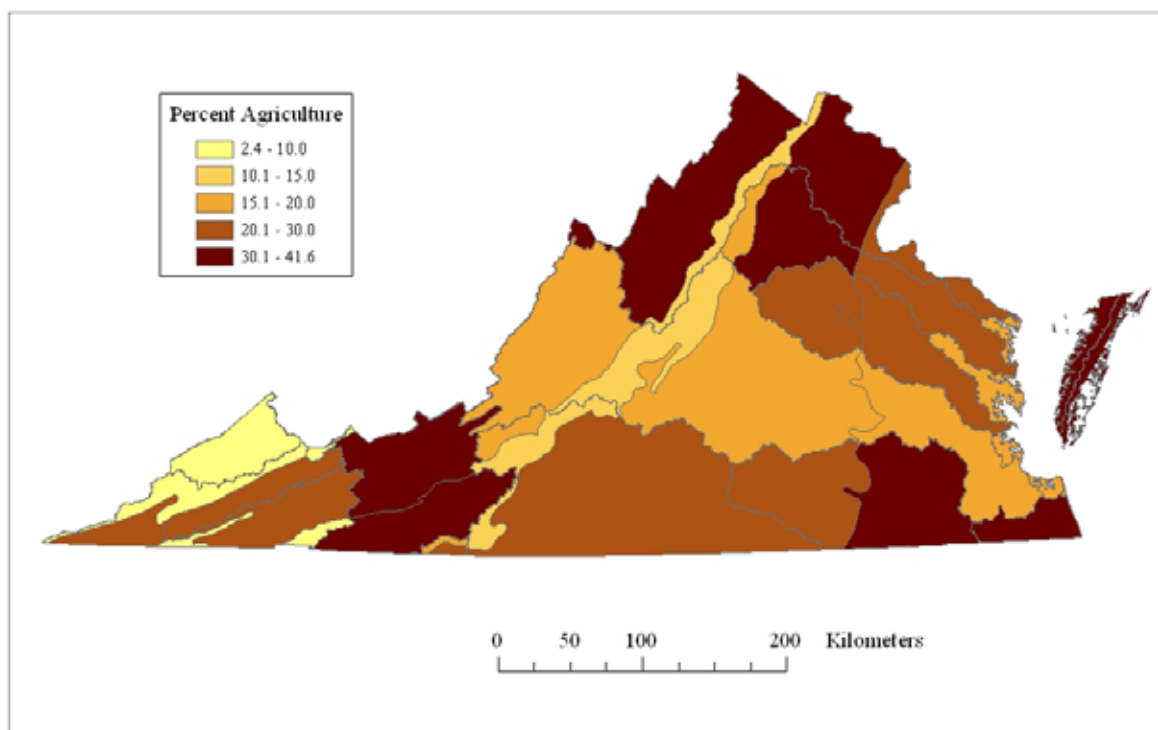 Percent Agriculture
2.4 - 10.0
10.1 - 15.0
15.1 - 20.0
20.1 - 30.0
30.1 - 41.6
0 50 100 200 Kilometers